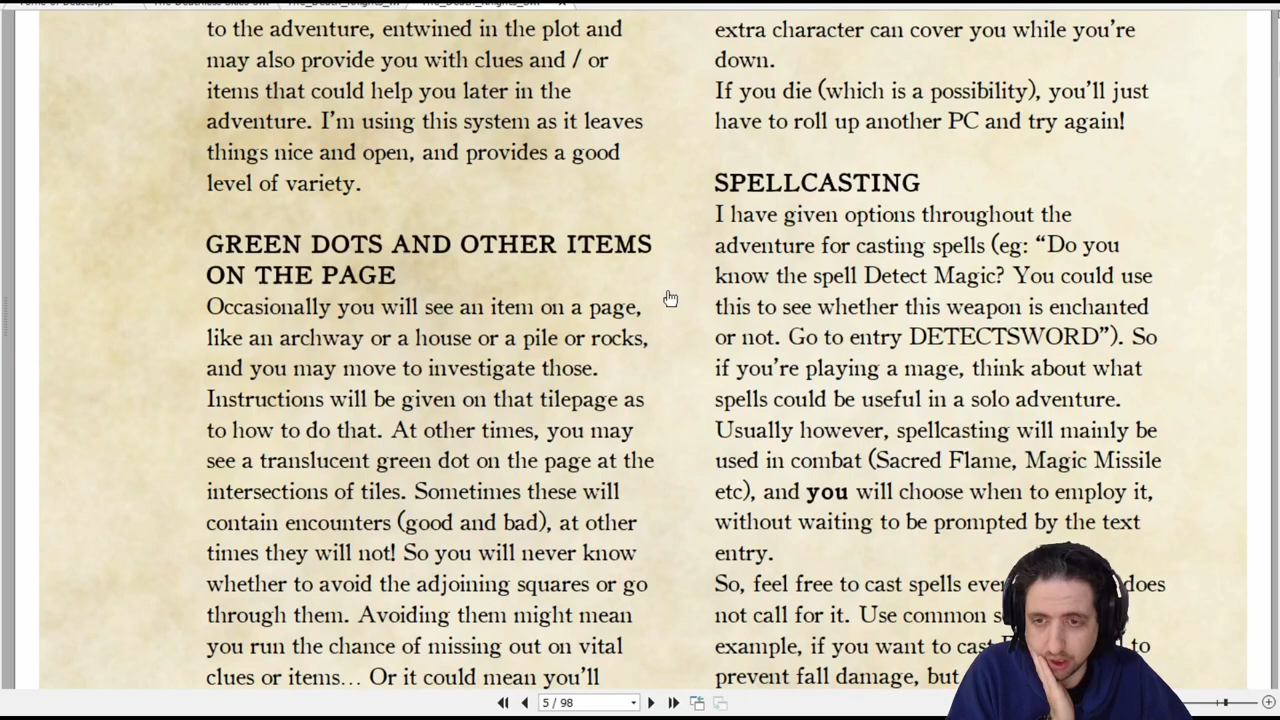 to the adventure, entwined in the plot and
may also provide you with clues and / or
items that could help you later in the
adventure. I'm using this system as it leaves
things nice and open, and provides a good
level of variety.
GREEN DOTS AND OTHER ITEMS
ON THE PAGE
Occasionally you will see an item on a page,
like an archway or a house or a pile or rocks,
and you may move to investigate those.
Instructions will be given on that tilepage as
to how to do that. At other times, you may
see a translucent green dot on the page at the
intersections of tiles. Sometimes these will
contain encounters (good and bad), at other
times they will not! So you will never know
whether to avoid the adjoining squares or go
through them. Avoiding them might mean
you run the chance of missing out on vital
clues or items… Or it could mean you'll
extra character can cover you while you're
down.
If you die (which is a possibility), you'll just
have to roll up another PC and try again!
SPELLCASTING
I have given options throughout the
adventure for casting spells (eg: “Do you
know the spell Detect Magic? You could use
this to see whether this weapon is enchanted
or not. Go to entry DETECTSWORD”). So
if you're playing a mage, think about what
spells could be useful in a solo adventure.
Usually however, spellcasting will mainly be
used in combat (Sacred Flame, Magic Missile
etc), and you will choose when to employ it,
without waiting to be prompted by the text
entry.
So, feel free to cast spells does
not call for it. Use common
example, if you want to cast to
prevent fall damage, but
5 / 98